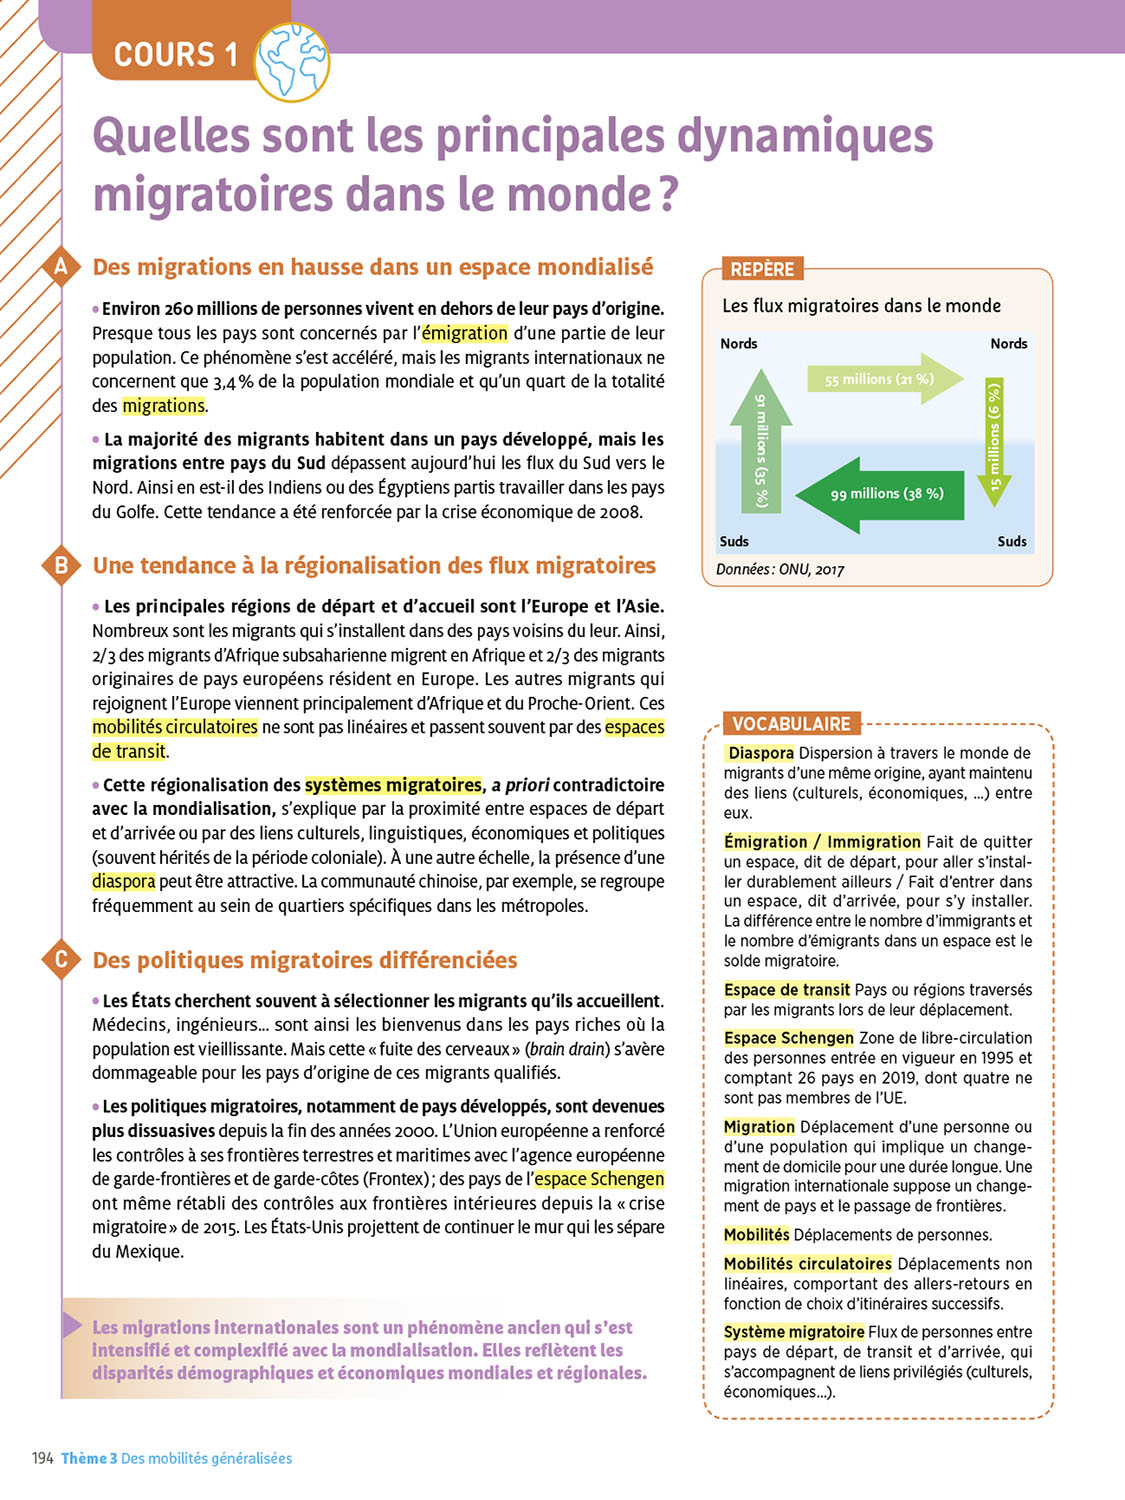 COURS 1
Quelles sont les principales dynamiques
migratoires dans le monde ?
A Des migrations en hausse dans un espace mondialisé
• Environ 260 millions de personnes vivent en dehors de leur pays d'origine.
Presque tous les pays sont concernés par l'émigration d'une partie de leur
population. Ce phénomène s'est accéléré, mais les migrants internationaux ne
concernent que 3,4 % de la population mondiale et qu'un quart de la totalité
des migrations.
• La majorité des migrants habitent dans un pays développé, mais les
migrations entre pays du Sud dépassent aujourd'hui les flux du Sud vers le
Nord. Ainsi en est-il des Indiens ou des Égyptiens partis travailler dans les pays
du Golfe. Cette tendance a été renforcée par la crise économique de 2008.
B Une tendance à la régionalisation des flux migratoires
• Les principales régions de départ et d'accueil sont l'Europe et l'Asie.
Nombreux sont les migrants qui s'installent dans des pays voisins du leur. Ainsi,
2/3 des migrants d'Afrique subsaharienne migrent en Afrique et 2/3 des migrants
originaires de pays européens résident en Europe. Les autres migrants qui
rejoignent l'Europe viennent principalement d'Afrique et du Proche-Orient. Ces
mobilités circulatoires ne sont pas linéaires et passent souvent par des espaces
de transit.
• Cette régionalisation des systèmes migratoires, a priori contradictoire
avec la mondialisation, s'explique par la proximité entre espaces de départ
et d'arrivée ou par des liens culturels, linguistiques, économiques et politiques
(souvent hérités de la période coloniale). À une autre échelle, la présence d'une
diaspora peut être attractive. La communauté chinoise, par exemple, se regroupe
fréquemment au sein de quartiers spécifiques dans les métropoles.
C Des politiques migratoires différenciées
• Les États cherchent souvent à sélectionner les migrants qu'ils accueillent.
Médecins, ingénieurs... sont ainsi les bienvenus dans les pays riches où la
population est vieillissante. Mais cette « fuite des cerveaux » (brain drain) s'avère
dommageable pour les pays d'origine de ces migrants qualifiés.
• Les politiques migratoires, notamment de pays développés, sont devenues
plus dissuasives depuis la fin des années 2000. L'Union européenne a renforcé
les contrôles à ses frontières terrestres et maritimes avec l'agence européenne
de garde-frontières et de garde-côtes (Frontex) ; des pays de l'espace Schengen
ont même rétabli des contrôles aux frontières intérieures depuis la « crise
migratoire » de 2015. Les États-Unis projettent de continuer le mur qui les sépare
du Mexique.
Les migrations internationales sont un phénomène ancien qui s'est
intensifié et complexifié avec la mondialisation. Elles reflètent les
disparités démographiques et économiques mondiales et régionales.
REPÈRE
Les flux migratoires dans le monde
Nords Nords
55 millions (21 %)
91 millions (35 %)
15 millions (6 %)
99 millions (38 %)
Suds Suds
Données : ONU, 2017
VOCABULAIRE
Diaspora Dispersion à travers le monde de
migrants d'une même origine, ayant maintenu
des liens (culturels, économiques, ...) entre
eux.
Émigration / Immigration Fait de quitter
un espace, dit de départ, pour aller s'instal-
ler durablement ailleurs / Fait d'entrer dans
un espace, dit d'arrivée, pour s'y installer.
La différence entre le nombre d'immigrants et
le nombre d'émigrants dans un espace est le
solde migratoire.
Espace de transit Pays ou régions traversés
par les migrants lors de leur déplacement.
Espace Schengen Zone de libre-circulation
des personnes entrée en vigueur en 1995 et
comptant 26 pays en 2019, dont quatre ne
sont pas membres de l'UE.
Migration Déplacement d'une personne ou
d'une population qui implique un change-
ment de domicile pour une durée longue. Une
migration internationale suppose un change-
ment de pays et le passage de frontières.
Mobilités Déplacements de personnes.
Mobilités circulatoires Déplacements non
linéaires, comportant des allers-retours en
fonction de choix d'itinéraires successifs.
Système migratoire Flux de personnes entre
pays de départ, de transit et d'arrivée, qui
s'accompagnent de liens privilégiés (culturels,
économiques...).
194 Thème 3 Des mobilités généralisées